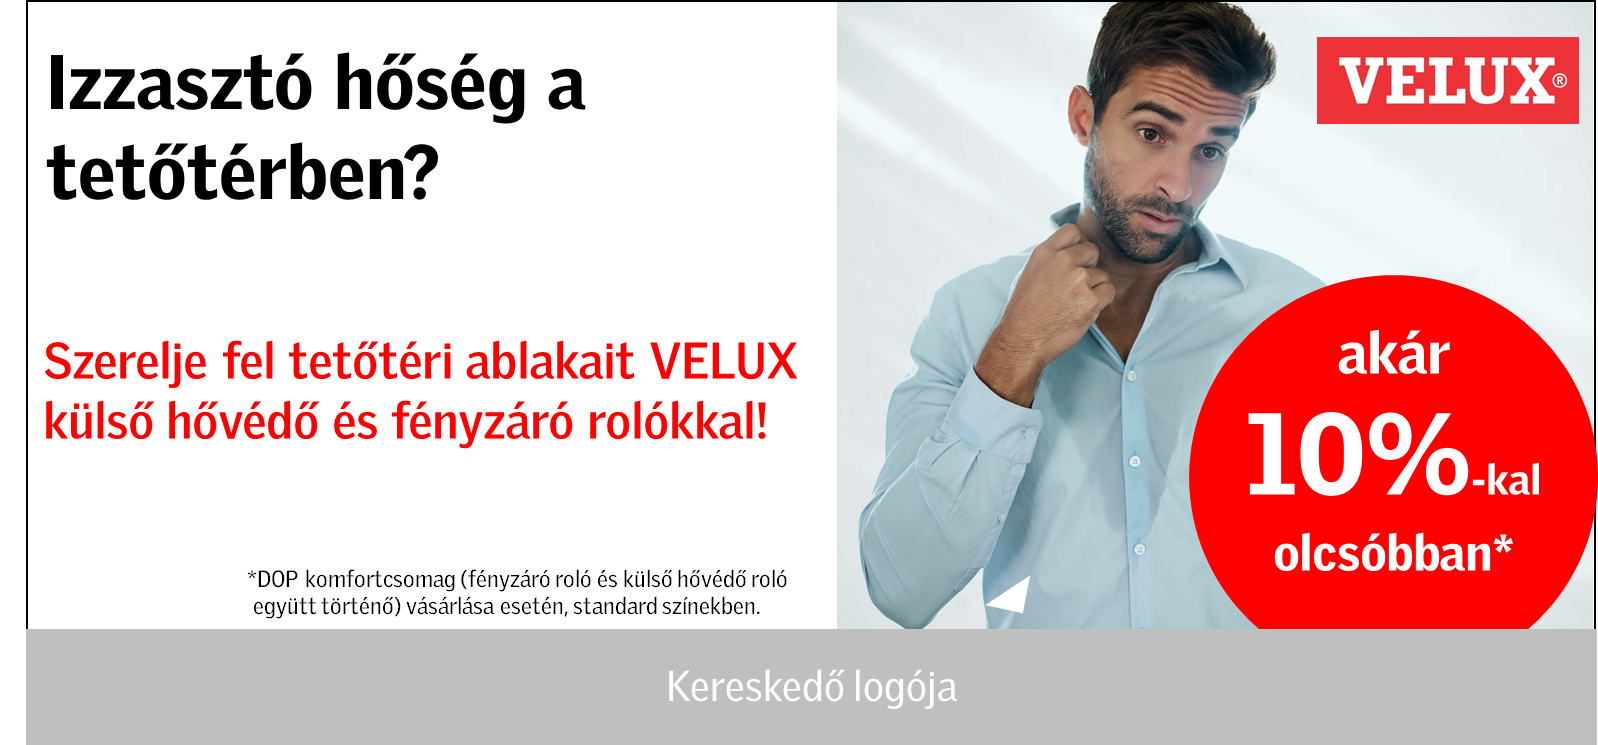 Izzasztó hőség a
tetőtérben?
VELUX®
Szerelje fel tetőtéri ablakait VELUX
külső hővédő és fényzáró rolókkal!
akár
10%-kal
olcsóbban*
*DOP komfortcsomag (fényzáró roló és külső hővédő roló
együtt történő) vásárlása esetén, standard színekben.
Kereskedő logója